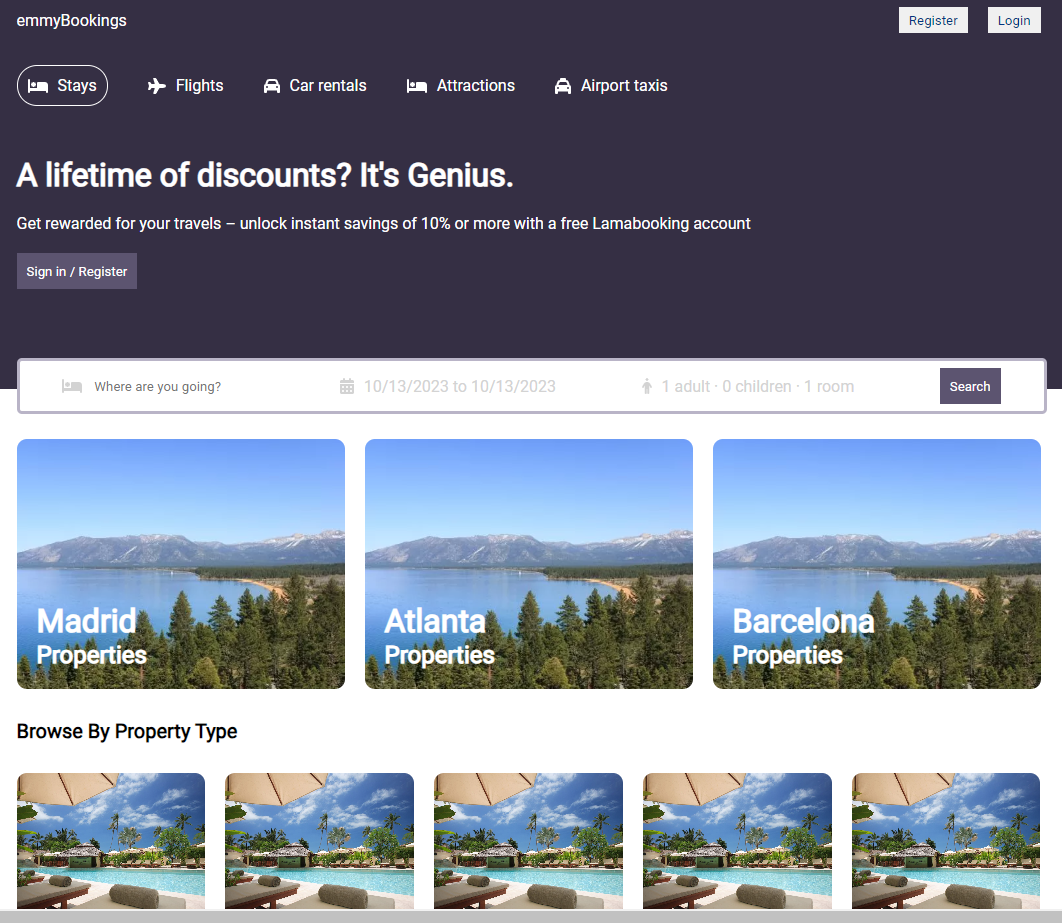 emmyBookings
Register
Login
Stays
Flights
Car rentals
Attractions
Airport taxis
A lifetime of discounts? It's Genius.
Get rewarded for your travels – unlock instant savings of 10% or more with a free Lamabooking account
Sign in / Register
Where are you going?
10/13/2023 to 10/13/2023
1 adult · 0 children · 1 room
Search
Madrid
Properties
Atlanta
Properties
Barcelona
Properties
Browse By Property Type